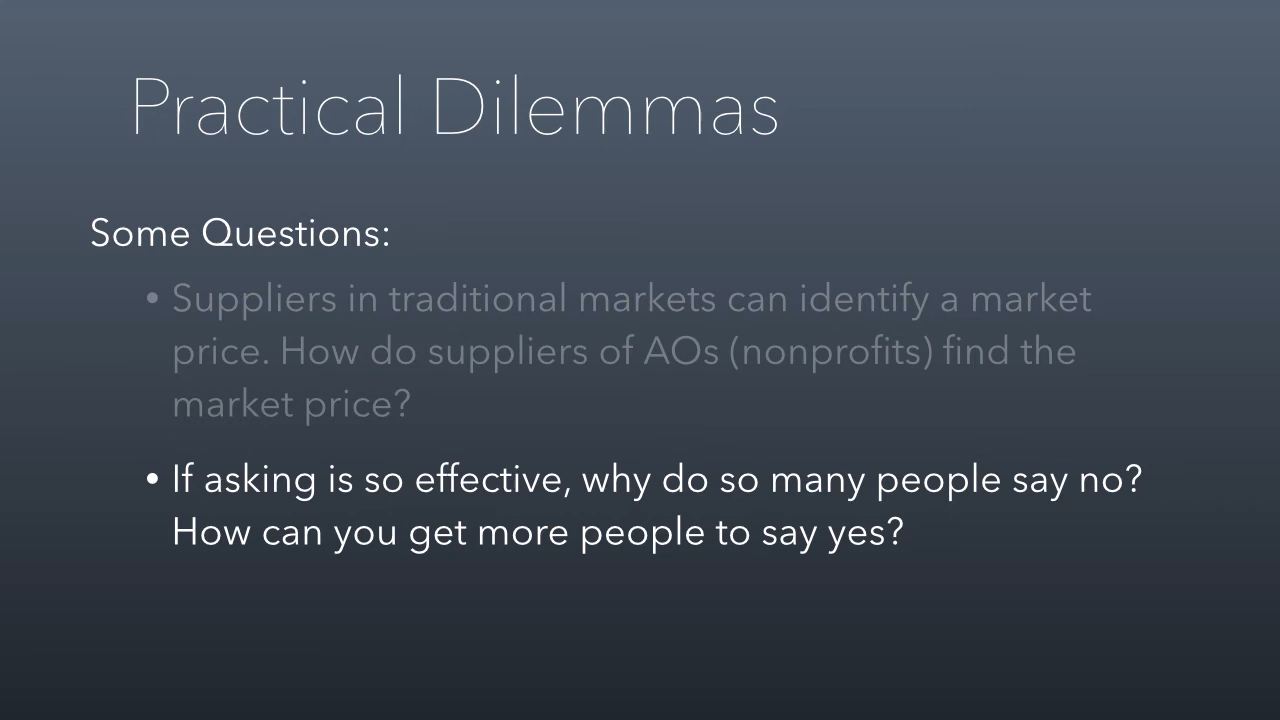 Practical Dilemmas
Some Questions:
• Suppliers in traditional markets can identify a market
price. How do suppliers of AOs (nonprofits) find the
market price?
• If asking is so effective, why do so many people say no?
How can you get more people to say yes?